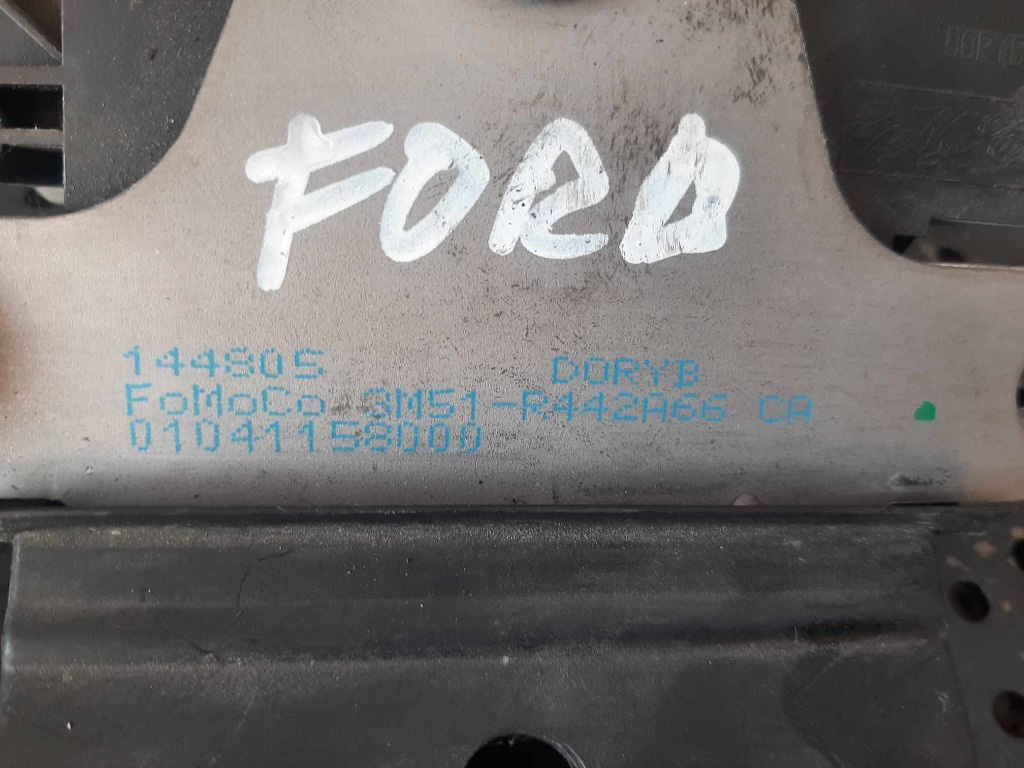 FORD
144805 DORYB
FoMoCo 3M51-R442A66 CA
01041158000